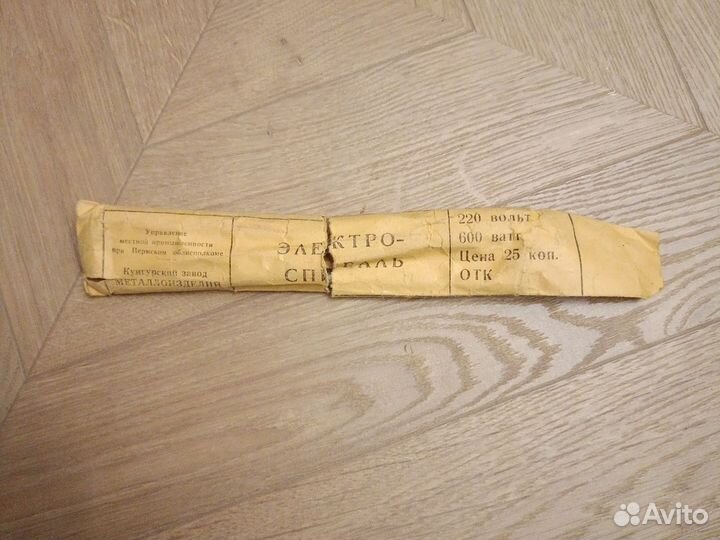 Управление
местной промышленности
при Пермском облисполкоме
Кунгурский завод
МЕТАЛЛОИЗДЕЛИЙ
ЭЛЕКТРО-
СПИРАЛЬ
220 вольт
600 ватт
Цена 25 коп.
ОТК
Avito